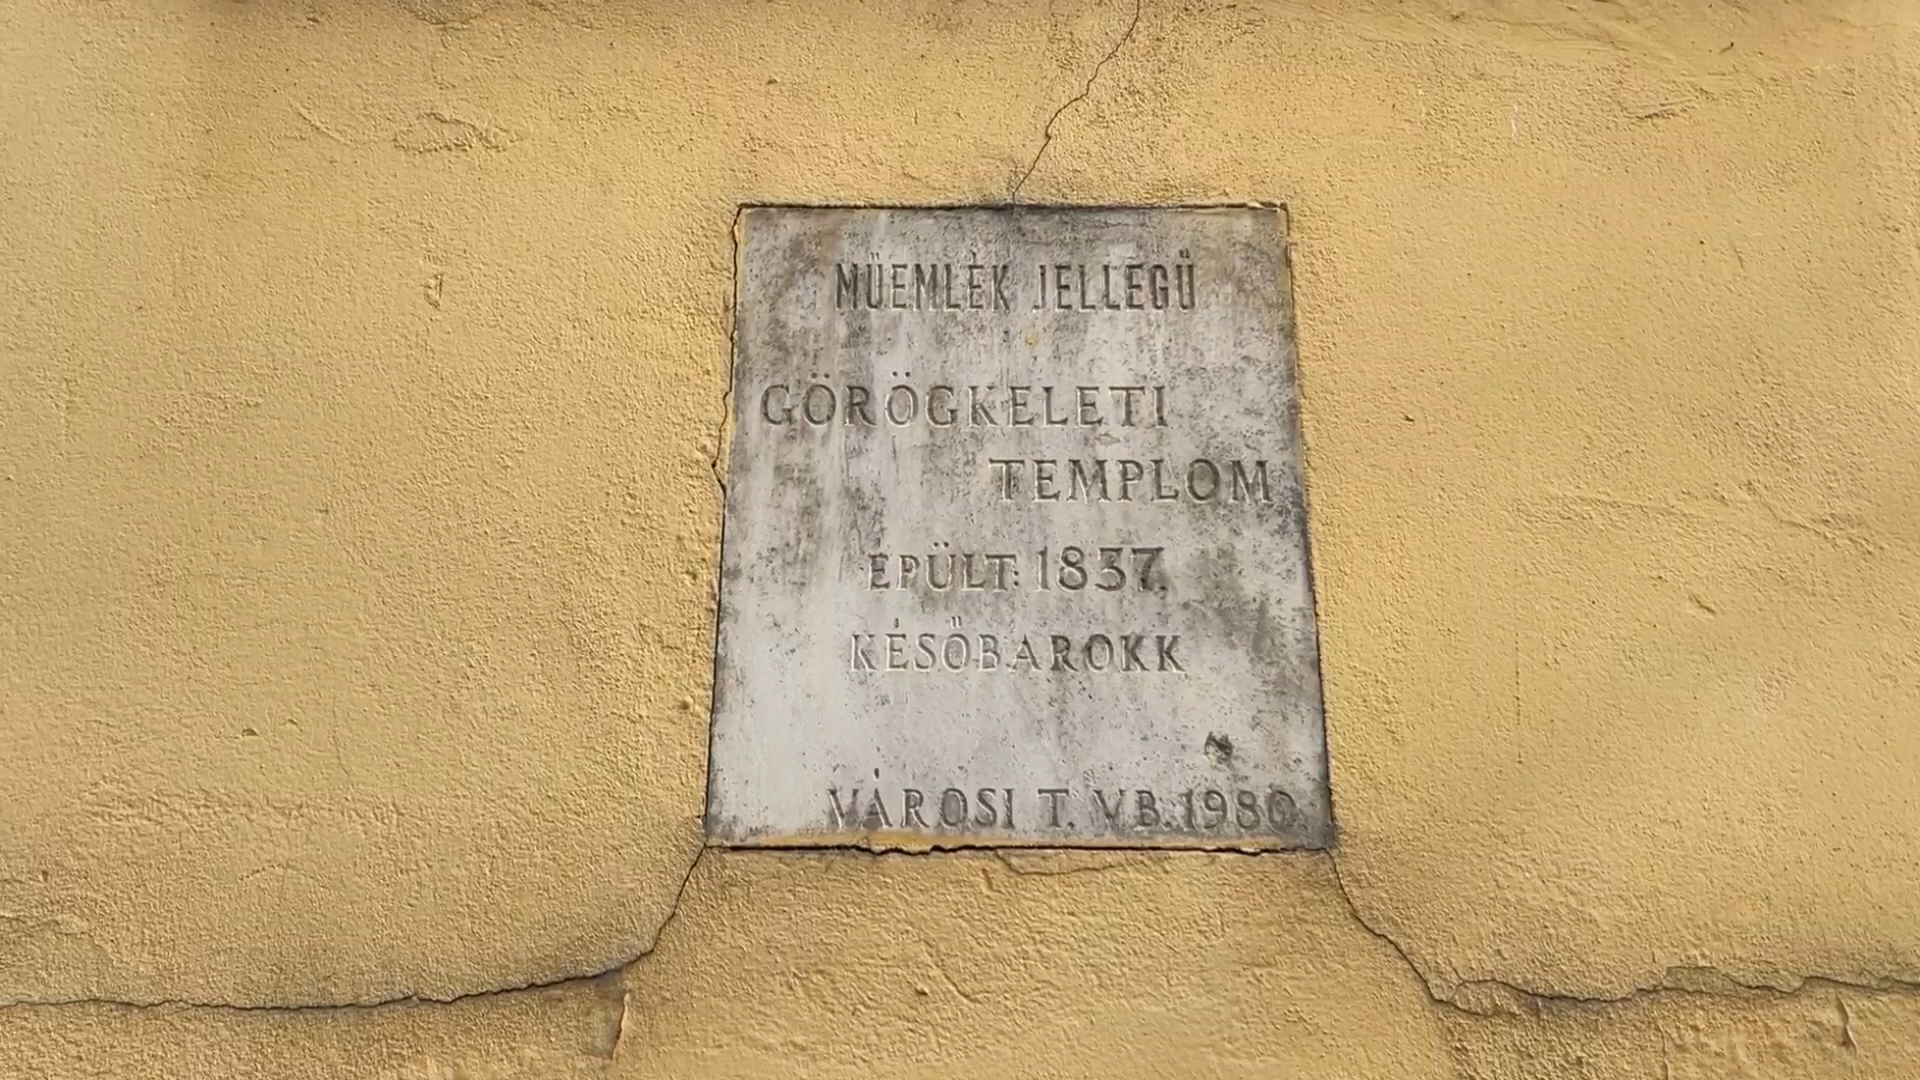 MŰEMLÉK JELLEGŰ
GÖRÖGKELETI
TEMPLOM
ÉPÜLT: 1837.
KÉSŐBAROKK
VÁROSI T. VB. 1980.